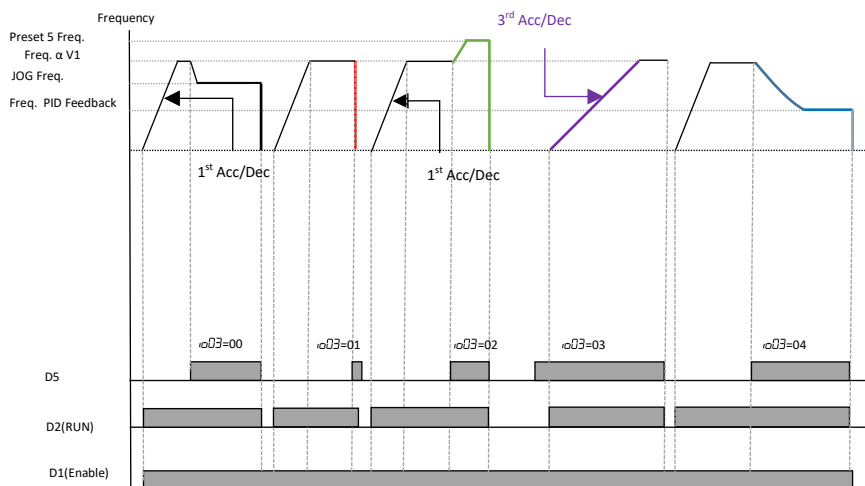 Frequency
3rd Acc/Dec
Preset 5 Freq.
Freq. α V1
JOG Freq.
Freq. PID Feedback
1st Acc/Dec
1st Acc/Dec
io03=00
io03=01
io03=02
io03=03
io03=04
D5
D2(RUN)
D1(Enable)